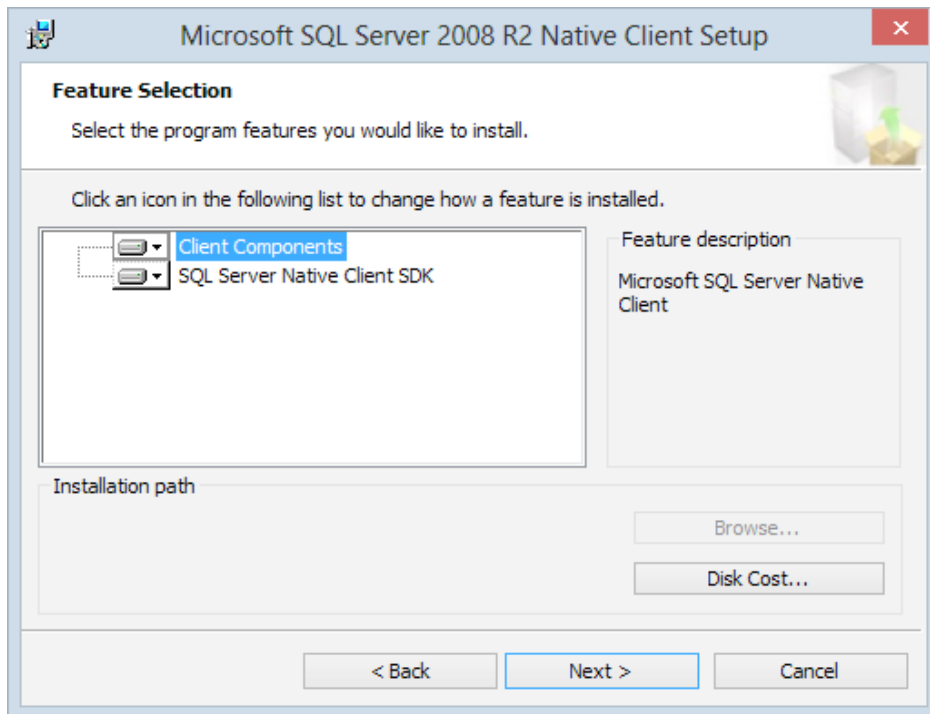 Microsoft SQL Server 2008 R2 Native Client Setup
Feature Selection
Select the program features you would like to install.
Click an icon in the following list to change how a feature is installed.
Client Components
SQL Server Native Client SDK
Feature description
Microsoft SQL Server Native
Client
Installation path
Browse...
Disk Cost...
< Back
Next >
Cancel